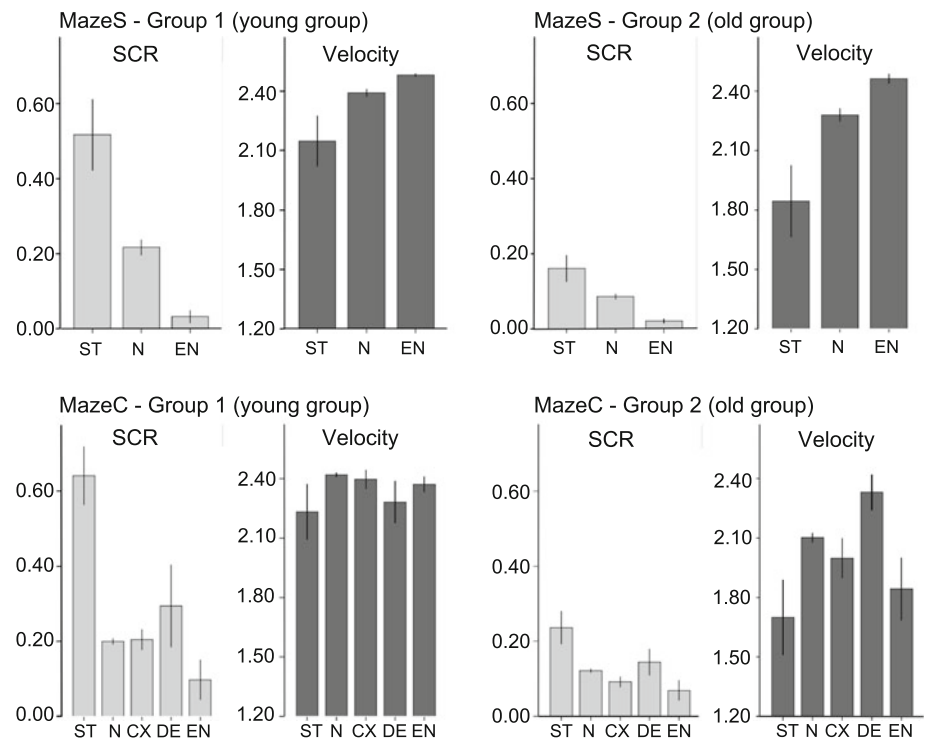 MazeS - Group 1 (young group)
SCR
Velocity
0.60
0.40
0.20
0.00
ST N EN
2.40
2.10
1.80
1.50
1.20
ST N EN
MazeS - Group 2 (old group)
SCR
Velocity
0.60
0.40
0.20
0.00
ST N EN
2.40
2.10
1.80
1.50
1.20
ST N EN
MazeC - Group 1 (young group)
SCR
Velocity
0.60
0.40
0.20
0.00
ST N CX DE EN
2.40
2.10
1.80
1.50
1.20
ST N CX DE EN
MazeC - Group 2 (old group)
SCR
Velocity
0.60
0.40
0.20
0.00
ST N CX DE EN
2.40
2.10
1.80
1.50
1.20
ST N CX DE EN